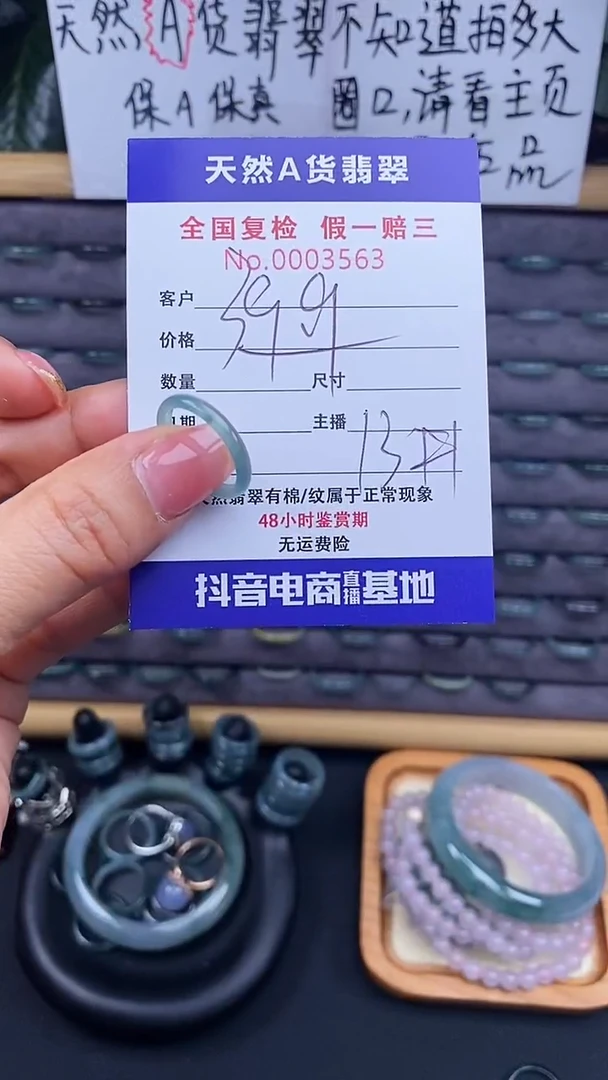 天然A货翡翠不知道拍多大
保A保真 圈口,请看主页
天然A货翡翠
全国复检 假一赔三
No.0003563
客户
价格
数量 尺寸
日期 主播
天然翡翠有棉/纹属于正常现象
48小时鉴赏期
无运费险
抖音电商直播基地